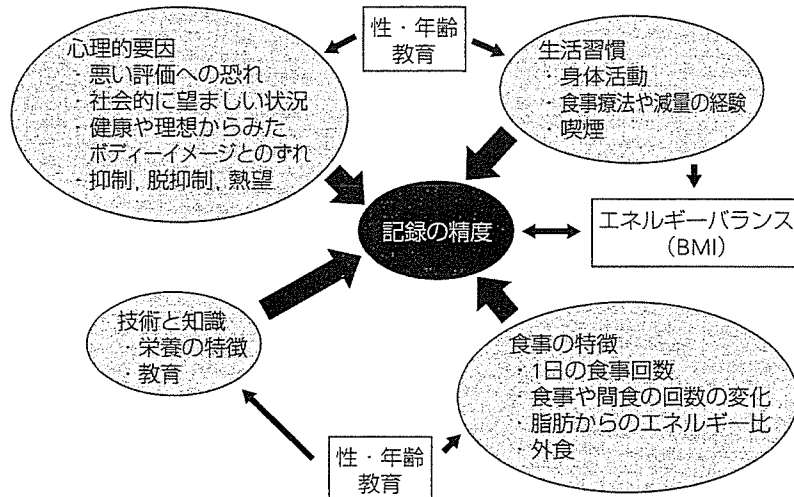 心理的要因
・悪い評価への恐れ
・社会的に望ましい状況
・健康や理想からみた
ボディーイメージとのずれ
・抑制，脱抑制，熱望
性・年齢
教育
生活習慣
・身体活動
・食事療法や減量の経験
・喫煙
記録の精度
エネルギーバランス
（BMI）
技術と知識
・栄養の特徴
・教育
食事の特徴
・1日の食事回数
・食事や間食の回数の変化
・脂肪からのエネルギー比
・外食
性・年齢
教育